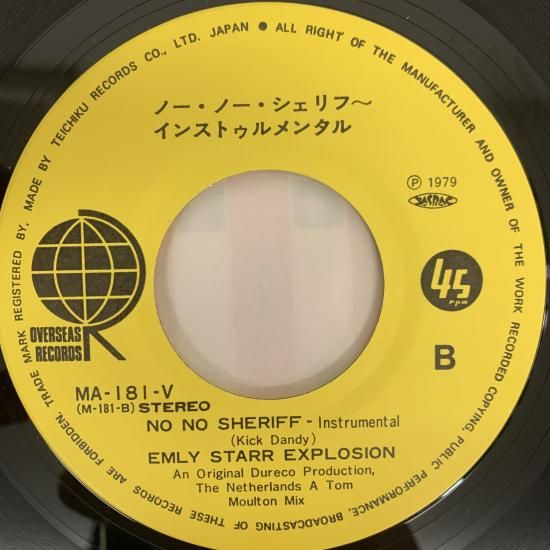 TRADE MARK REGISTERED BY, MADE BY TEICHIKU RECORDS CO., LTD. JAPAN ● ALL RIGHT OF THE MANUFACTURER AND OWNER OF THE WORK RECORDED COPYING PUBLIC PERFORMANCE, BROADCASTING OF THESE RECORDS ARE FORBIDDEN.
ノー・ノー・シェリフ〜
インストゥルメンタル
Ⓟ 1979
JASRAC
OVERSEAS
RECORDS
R
45
rpm
B
MA-181-V
(M-181-B) STEREO
NO NO SHERIFF - Instrumental
(Kick Dandy)
EMLY STARR EXPLOSION
An Original Dureco Production,
The Netherlands A Tom
Moulton Mix